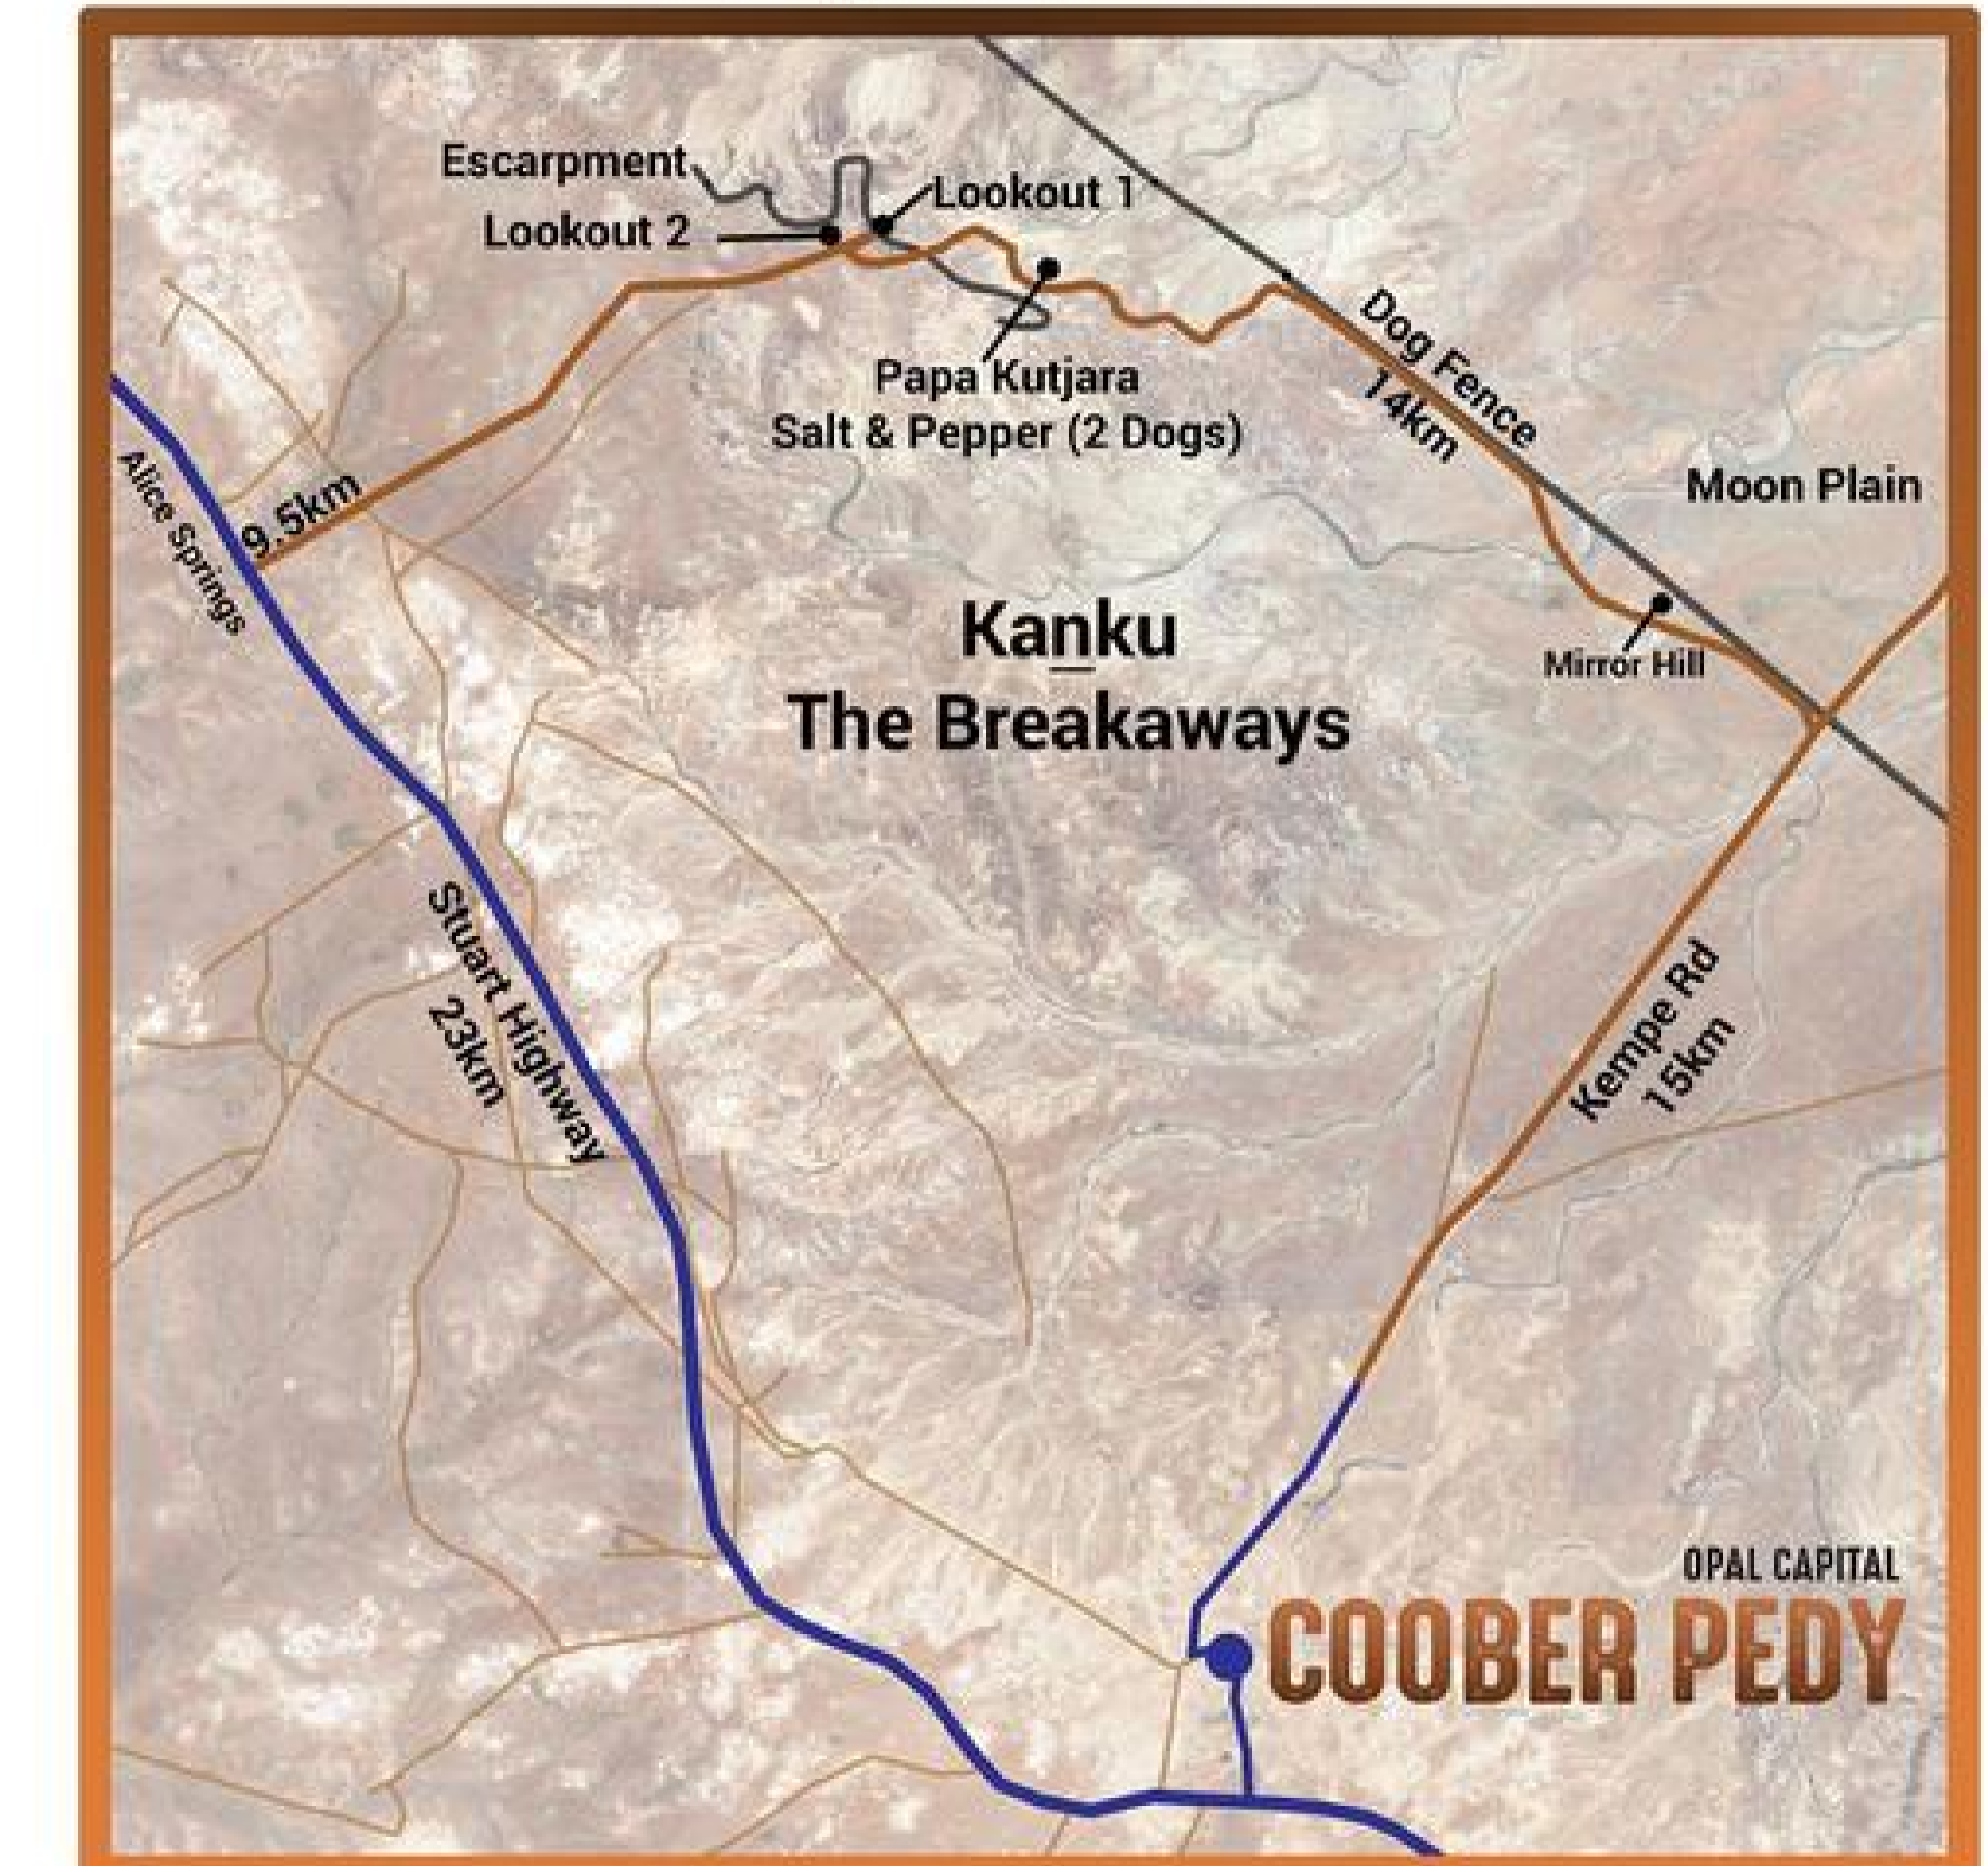 Escarpment
Lookout 1
Lookout 2
Dog Fence
14km
Papa Kutjara
Salt & Pepper (2 Dogs)
Moon Plain
9.5km
Alice Springs
Kanku
The Breakaways
Mirror Hill
Stuart Highway
23km
Kempe Rd
15km
OPAL CAPITAL
COOBER PEDY